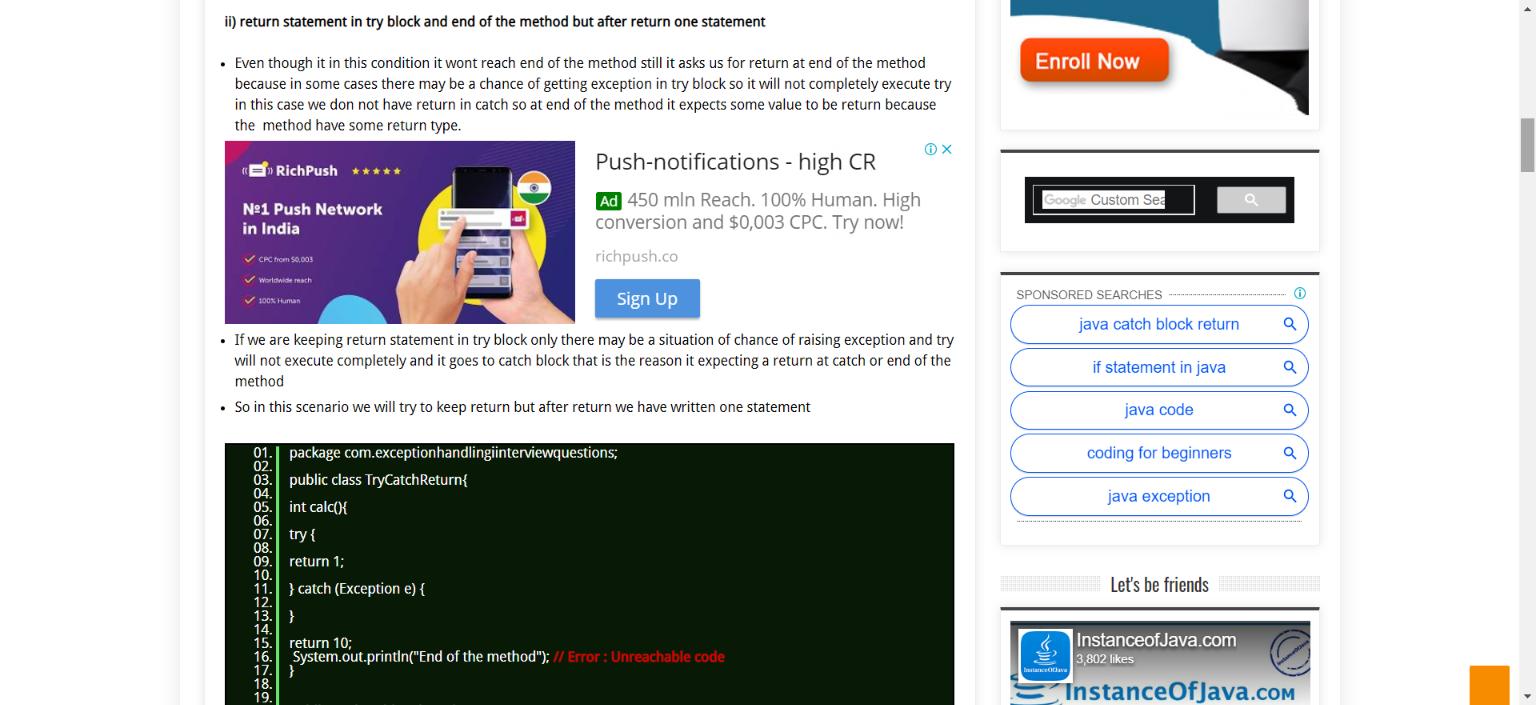 ii) return statement in try block and end of the method but after return one statement
Even though it in this condition it wont reach end of the method still it asks us for return at end of the method
because in some cases there may be a chance of getting exception in try block so it will not completely execute try
in this case we don not have return in catch so at end of the method it expects some value to be return because
the method have some return type.
RichPush
№1 Push Network
in India
CPC from $0,003
Worldwide reach
100% Human
Push-notifications - high CR
Ad 450 mln Reach. 100% Human. High
conversion and $0,003 CPC. Try now!
richpush.co
Sign Up
If we are keeping return statement in try block only there may be a situation of chance of raising exception and try
will not execute completely and it goes to catch block that is the reason it expecting a return at catch or end of the
method
So in this scenario we will try to keep return but after return we have written one statement
01. package com.exceptionhandlingiinterviewquestions;
02.
03. public class TryCatchReturn{
04.
05. int calc(){
06.
07. try {
08.
09. return 1;
10.
11. } catch (Exception e) {
12.
13. }
14.
15. return 10;
16. System.out.println("End of the method"); // Error : Unreachable code
17. }
18.
19.
Enroll Now
Google Custom Sea
SPONSORED SEARCHES
java catch block return
if statement in java
java code
coding for beginners
java exception
Let's be friends
InstanceofJava.com
3,802 likes
InstanceOfJava
InstanceOfJava.com